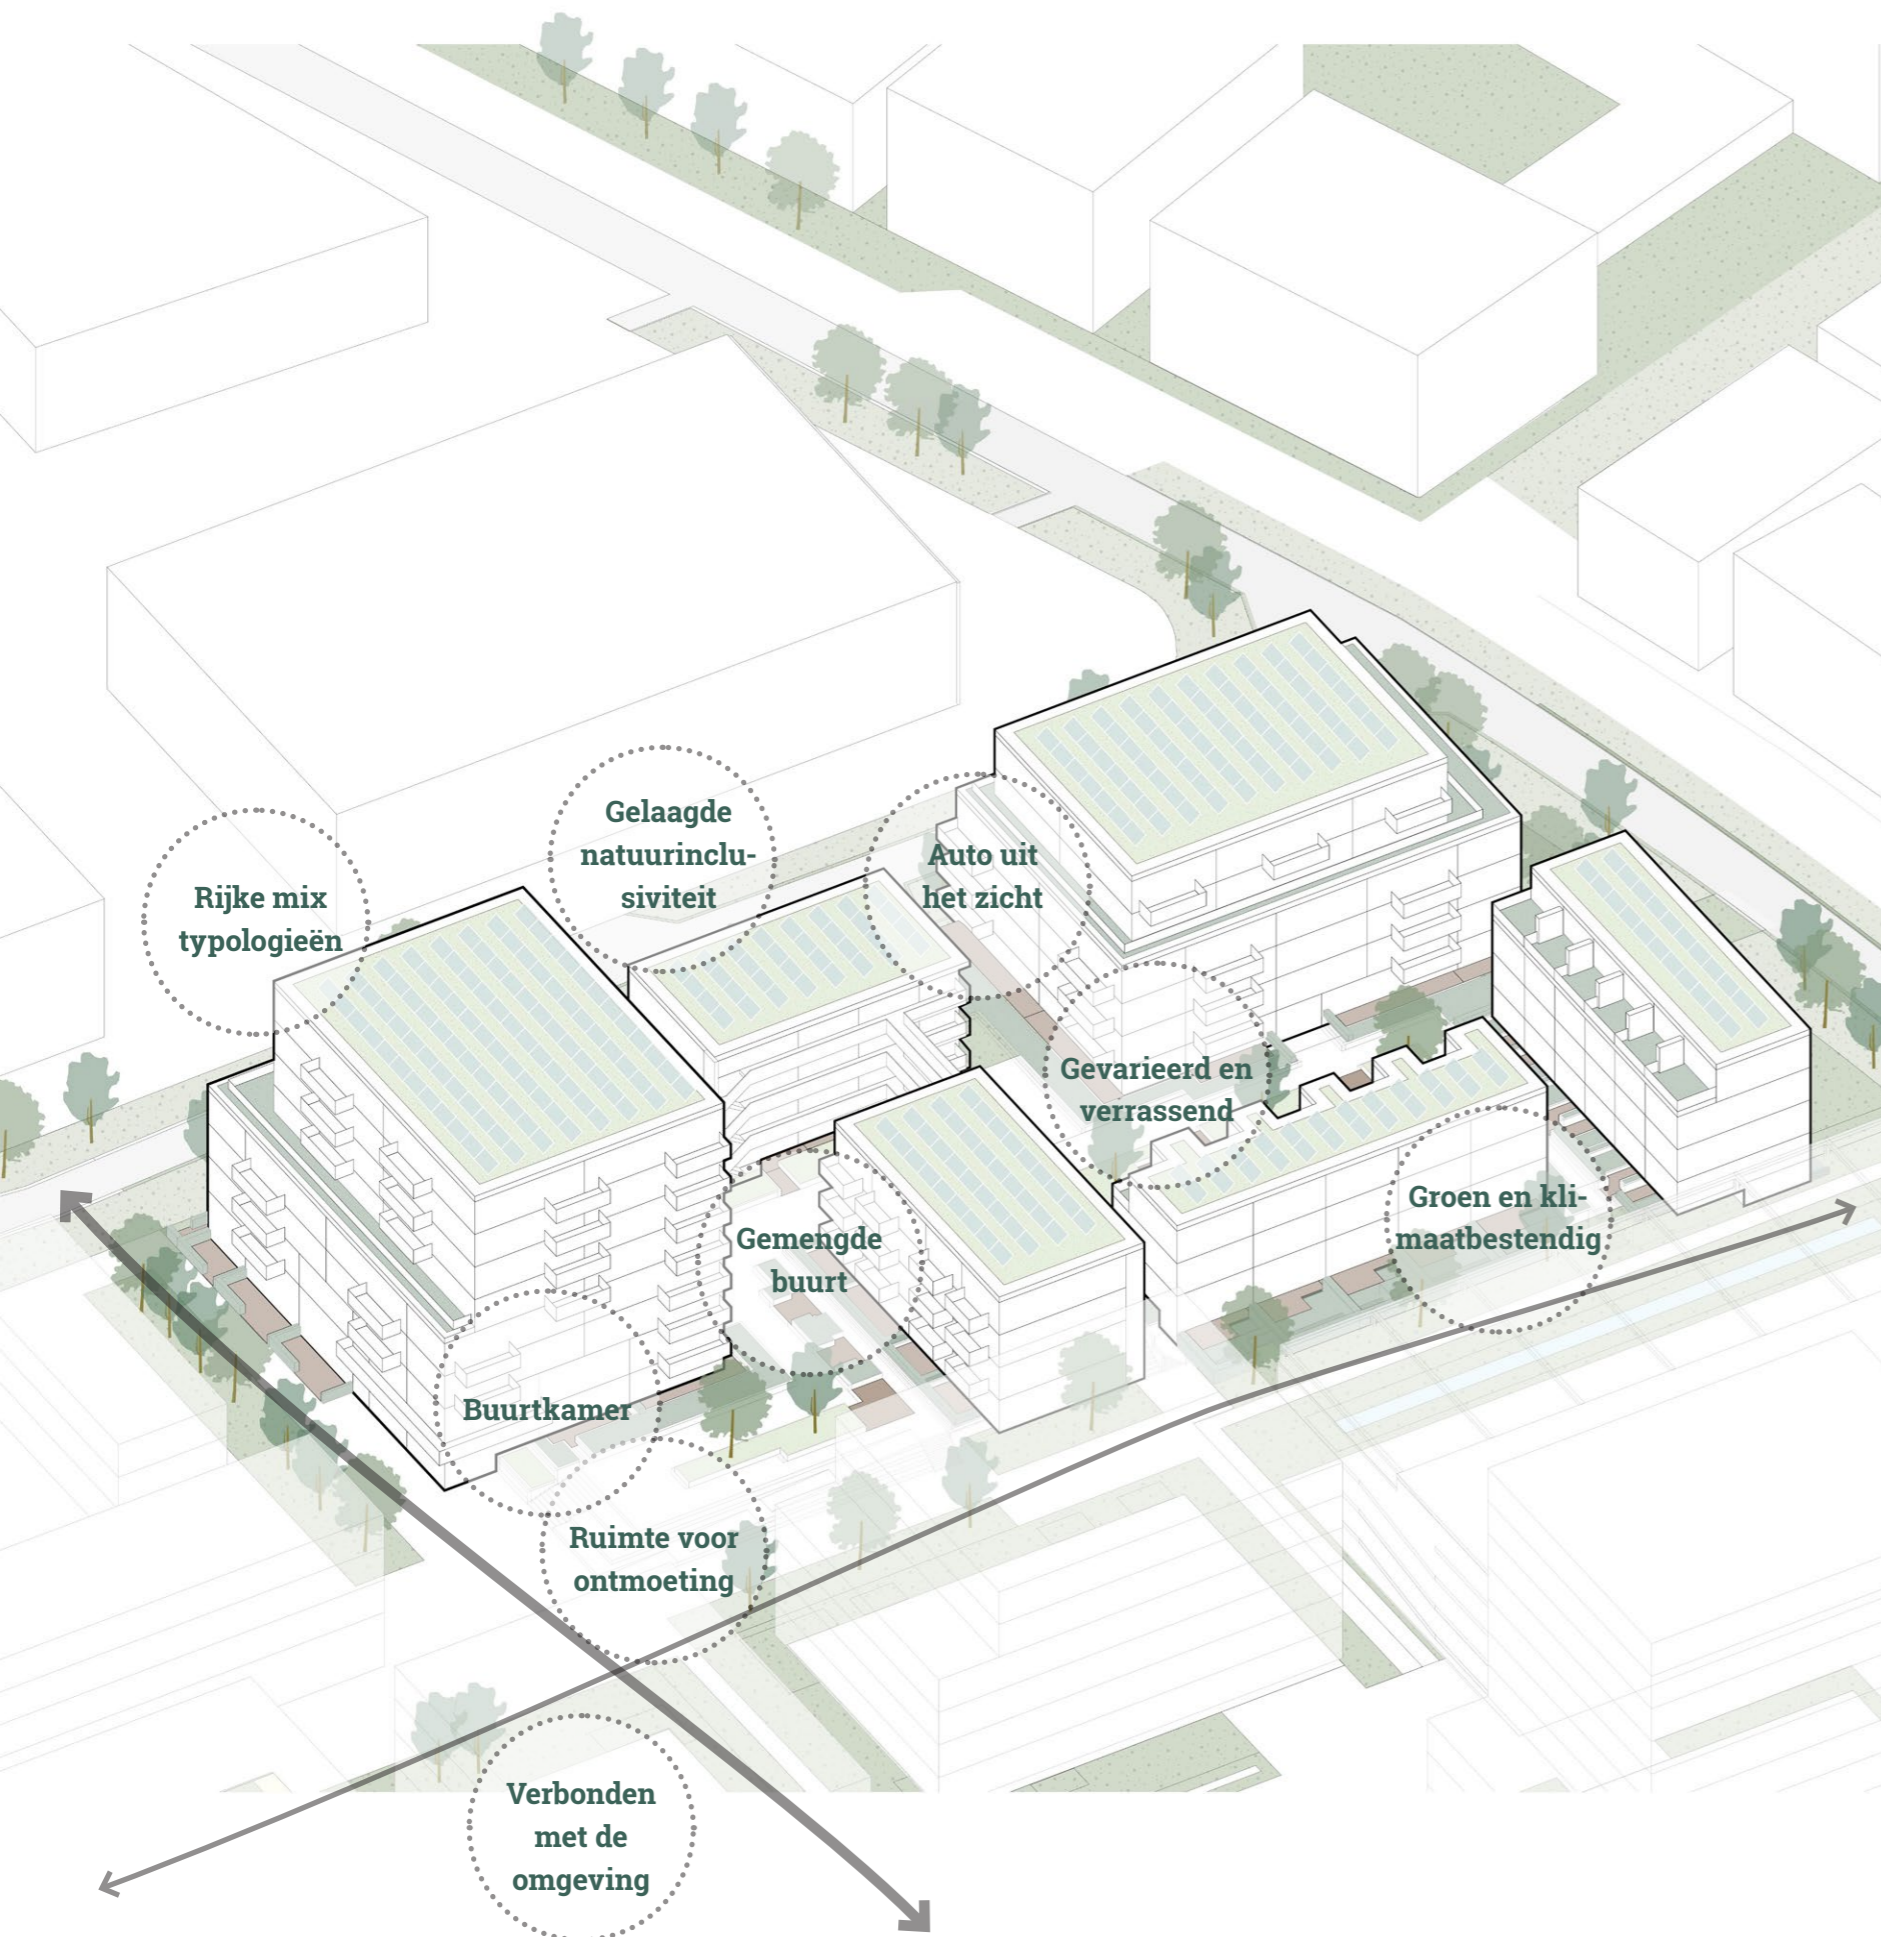 Gelaagde
natuurinclu-
siviteit
Auto uit
het zicht
Rijke mix
typologieën
Gevarieerd en
verrassend
Groen en kli-
maatbestendig
Gemengde
buurt
Buurtkamer
Ruimte voor
ontmoeting
Verbonden
met de
omgeving